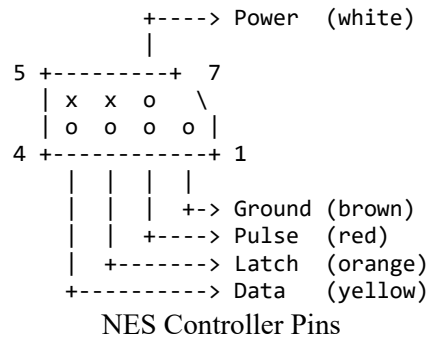 +----> Power (white)
|
5 +---------+ 7
| x x o \
| o o o o |
4 +-----------+ 1
| | | |
| | | +-> Ground (brown)
| | +----> Pulse (red)
| +-------> Latch (orange)
+----------> Data (yellow)
NES Controller Pins